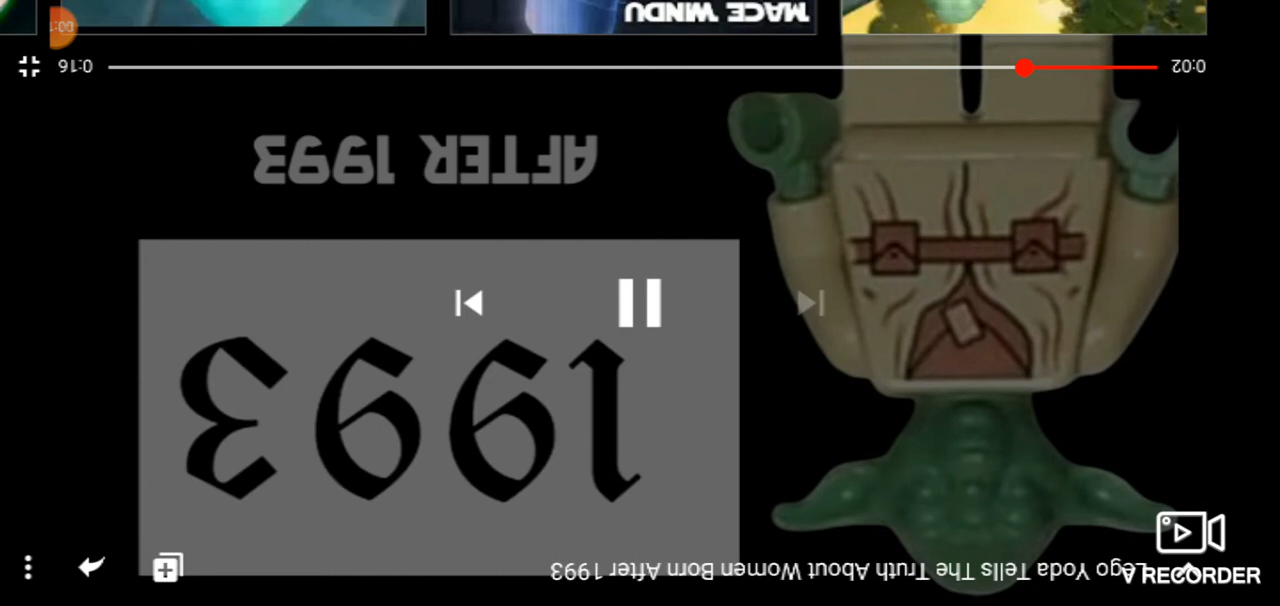 Lego Yoda Tells The Truth About Women Born After 1993
1993
AFTER 1993
0:02
0:16
MACE WINDU
V RECORDER